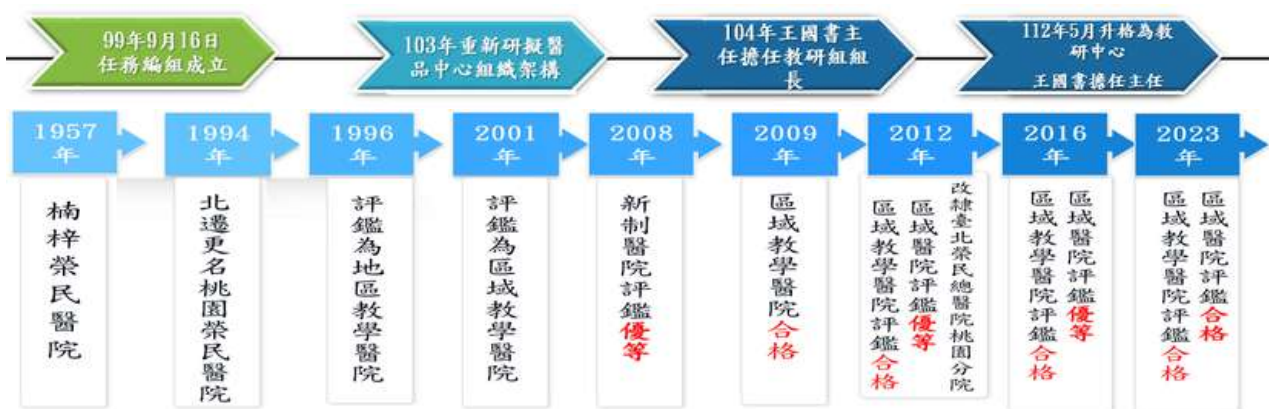 99年9月16日
任務編組成立
103年重新研擬醫
品中心組織架構
104年王國書主
任擔任教研組組
長
112年5月升格為教
研中心
王國書擔任主任
1957
年
楠梓榮民醫院
1994
年
北遷更名桃園榮民醫院
1996
年
評鑑為地區教學醫院
2001
年
評鑑為區域教學醫院
2008
年
新制醫院評鑑優等
2009
年
區域教學醫院合格
2012
年
改隸臺北榮民總醫院桃園分院
區域醫院評鑑優等
區域教學醫院評鑑合格
2016
年
區域醫院評鑑優等
區域教學醫院評鑑合格
2023
年
區域醫院評鑑合格
區域教學醫院評鑑合格